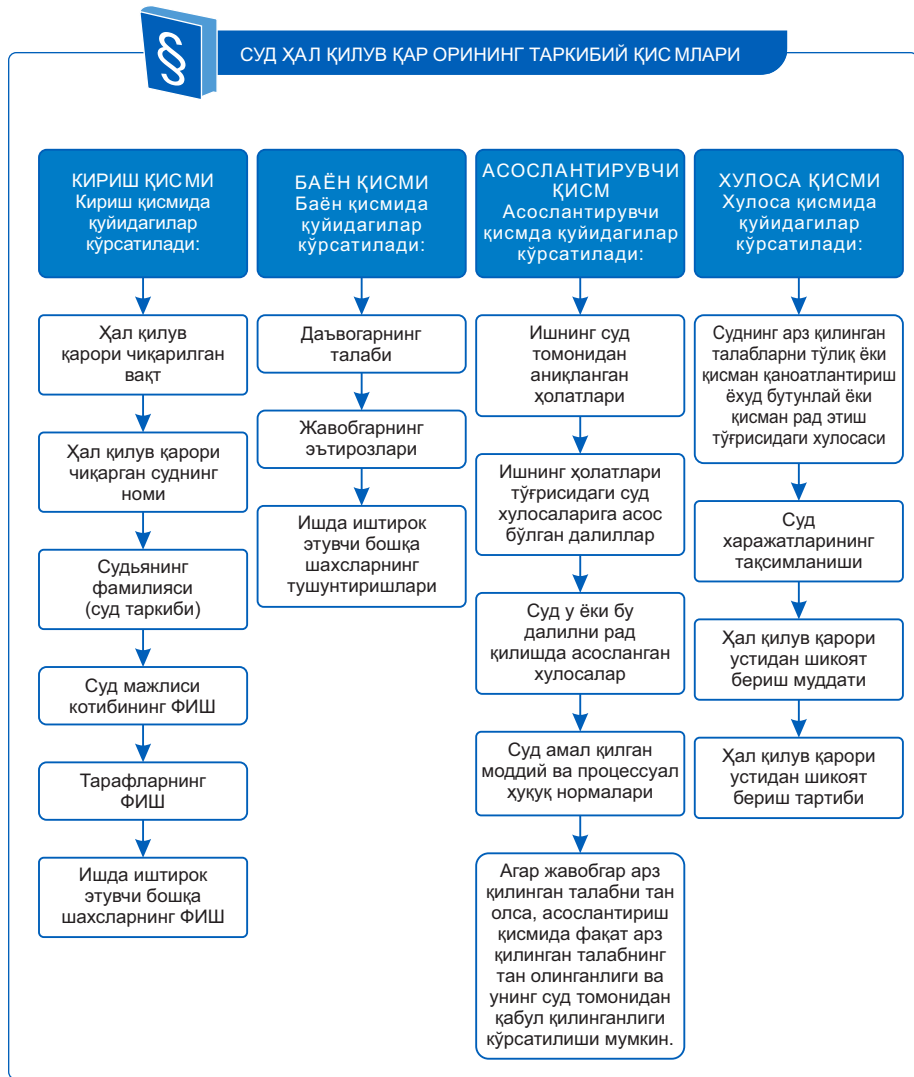 §
СУД ҲАЛ ҚИЛУВ ҚАР ОРИНИНГ ТАРКИБИЙ ҚИС МЛАРИ
КИРИШ ҚИСМИ
Кириш қисмида
қуйидагилар
кўрсатилади:
Ҳал қилув
қарори чиқарилган
вақт
Ҳал қилув қарори
чиқарган суднинг
номи
Судьянинг
фамилияси
(суд таркиби)
Суд мажлиси
котибининг ФИШ
Тарафларнинг
ФИШ
Ишда иштирок
этувчи бошқа
шахсларнинг ФИШ
БАЁН ҚИСМИ
Баён қисмида
қуйидагилар
кўрсатилади:
Даъвогарнинг
талаби
Жавобгарнинг
эътирозлари
Ишда иштирок
этувчи бошқа
шахсларнинг
тушунтиришлари
АСОСЛАНТИРУВЧИ
ҚИСМ
Асослантирувчи
қисмда қуйидагилар
кўрсатилади:
Ишнинг суд
томонидан
аниқланган
ҳолатлари
Ишнинг ҳолатлари
тўғрисидаги суд
хулосаларига асос
бўлган далиллар
Суд у ёки бу
далилни рад
қилишда асосланган
хулосалар
Суд амал қилган
моддий ва процессуал
ҳуқуқ нормалари
Агар жавобгар арз
қилинган талабни тан
олса, асослантириш
қисмида фақат арз
қилинган талабнинг
тан олинганлиги ва
унинг суд томонидан
қабул қилинганлиги
кўрсатилиши мумкин.
ХУЛОСА ҚИСМИ
Хулоса қисмида
қуйидагилар
кўрсатилади:
Суднинг арз қилинган
талабларни тўлиқ ёки
қисман қаноатлантириш
ёхуд бутунлай ёки
қисман рад этиш
тўғрисидаги хулосаси
Суд
харажатларининг
тақсимланиши
Ҳал қилув қарори
устидан шикоят
бериш муддати
Ҳал қилув қарори
устидан шикоят
бериш тартиби